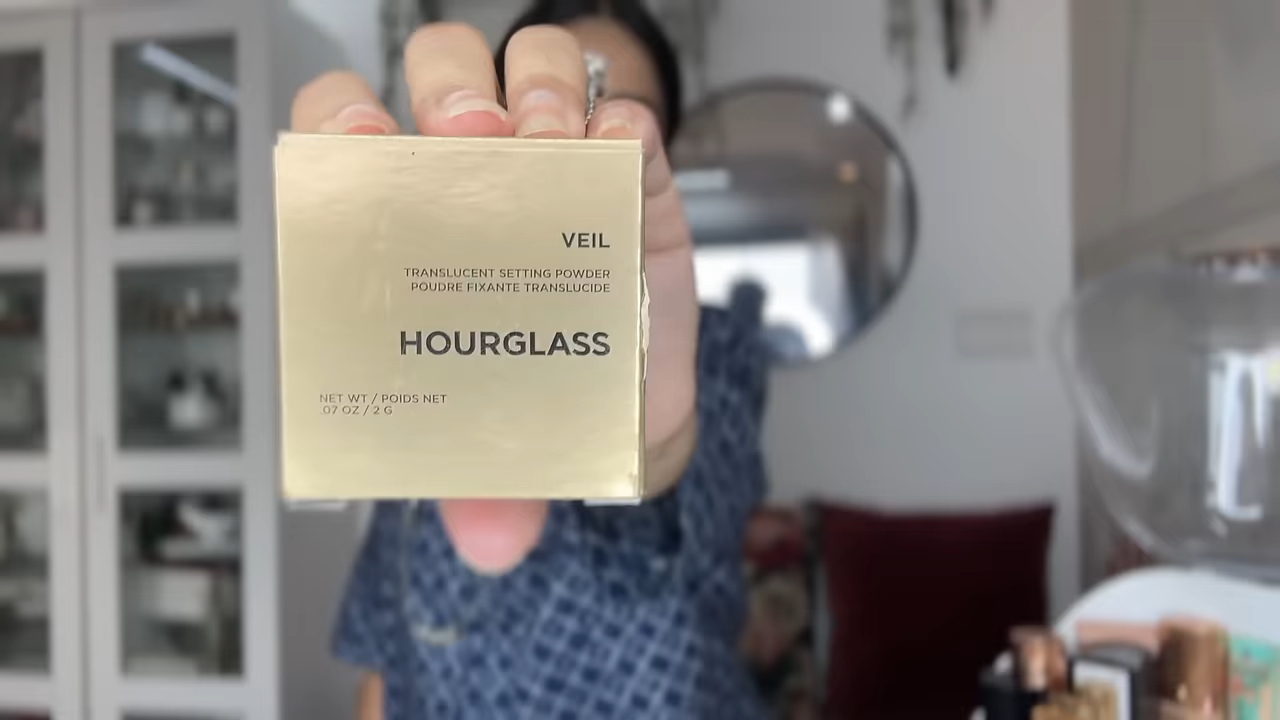 VEIL
TRANSLUCENT SETTING POWDER
POUDRE FIXANTE TRANSLUCIDE
HOURGLASS
NET WT / POIDS NET
.07 OZ / 2 G